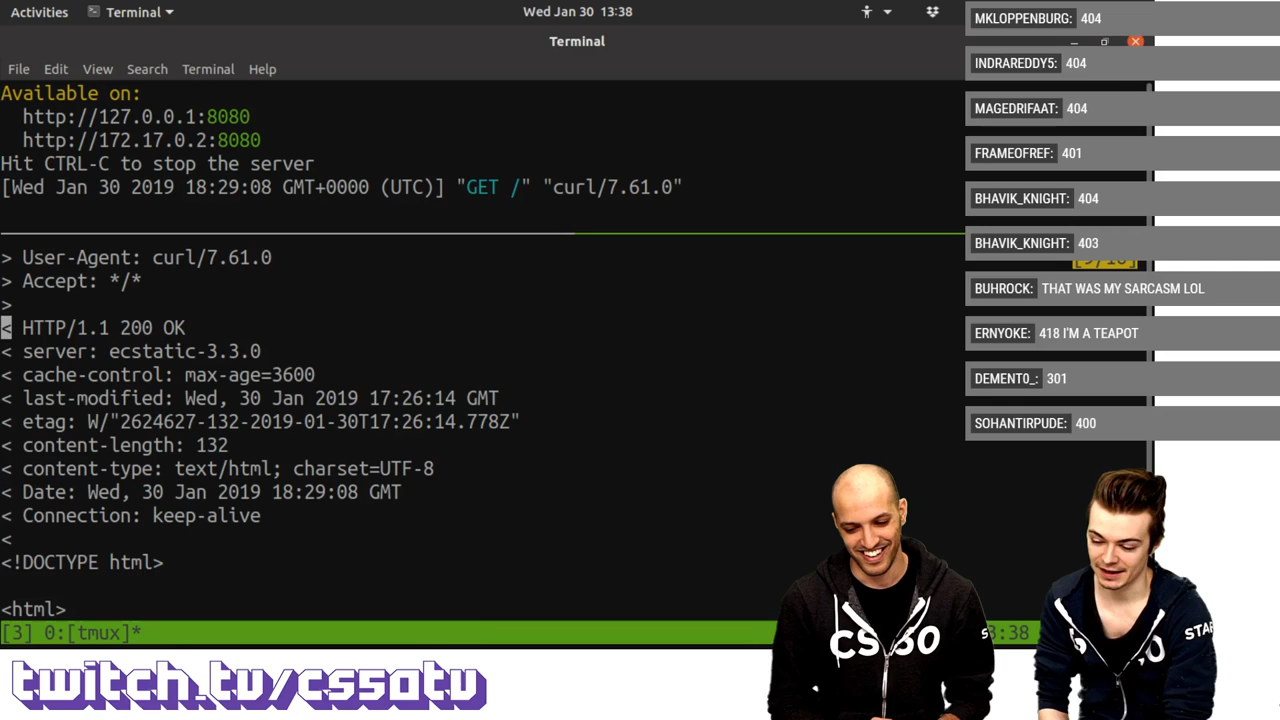 Activities
Terminal
Wed Jan 30 13:38
Terminal
File Edit View Search Terminal Help
Available on:
http://127.0.0.1:8080
http://172.17.0.2:8080
Hit CTRL-C to stop the server
[Wed Jan 30 2019 18:29:08 GMT+0000 (UTC)] "GET /" "curl/7.61.0"
> User-Agent: curl/7.61.0
> Accept: */*
>
< HTTP/1.1 200 OK
< server: ecstatic-3.3.0
< cache-control: max-age=3600
< last-modified: Wed, 30 Jan 2019 17:26:14 GMT
< etag: W/"2624627-132-2019-01-30T17:26:14.778Z"
< content-length: 132
< content-type: text/html; charset=UTF-8
< Date: Wed, 30 Jan 2019 18:29:08 GMT
< Connection: keep-alive
<
<!DOCTYPE html>
<html>
[3] 0:[tmux]*
3:38
MKLOPPENBURG: 404
INDRAREDDY5: 404
MAGEDRIFAAT: 404
FRAMEOFREF: 401
BHAVIK_KNIGHT: 404
BHAVIK_KNIGHT: 403
BUHROCK: THAT WAS MY SARCASM LOL
ERNYOKE: 418 I'M A TEAPOT
DEMENT0_: 301
SOHANTIRPUDE: 400
CS50
twitch.tv/cs50tv